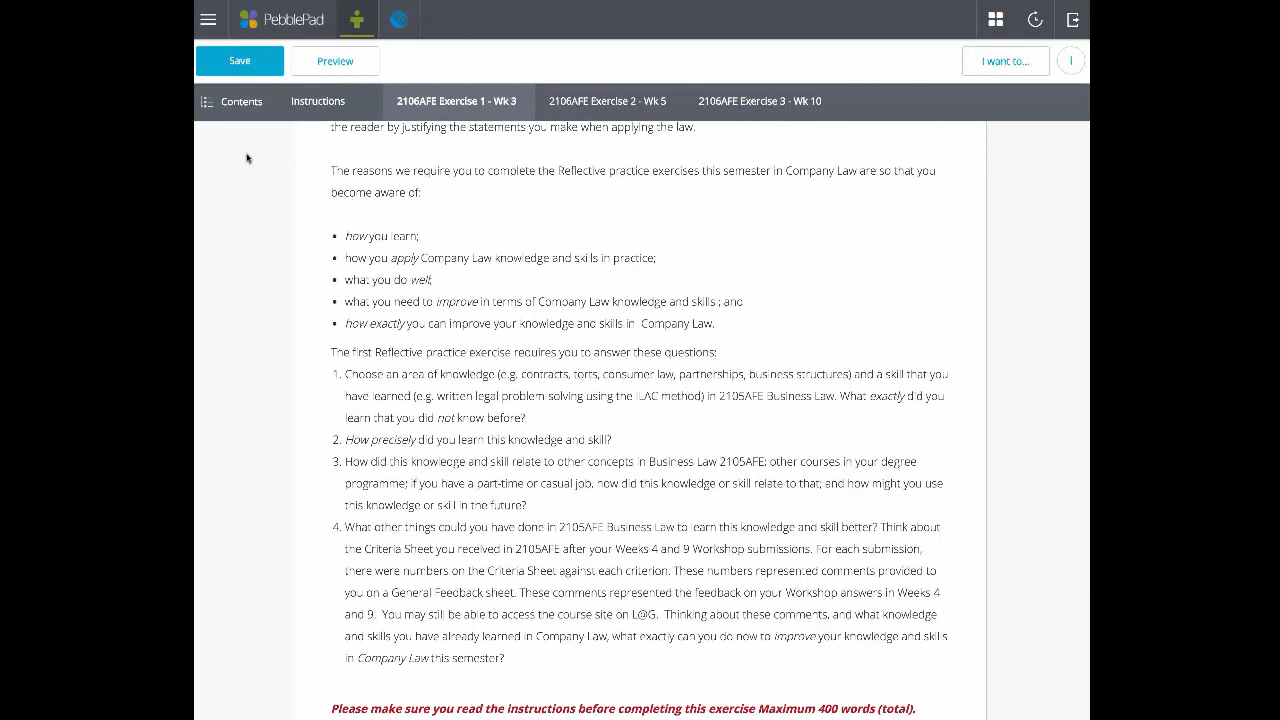 PebblePad
Save
Preview
I want to...
i
Contents
Instructions
2106AFE Exercise 1 - Wk 3
2106AFE Exercise 2 - Wk 5
2106AFE Exercise 3 - Wk 10
the reader by justifying the statements you make when applying the law.
The reasons we require you to complete the Reflective practice exercises this semester in Company Law are so that you
become aware of:
• how you learn;
• how you apply Company Law knowledge and skills in practice;
• what you do well;
• what you need to improve in terms of Company Law knowledge and skills ; and
• how exactly you can improve your knowledge and skills in Company Law.
The first Reflective practice exercise requires you to answer these questions:
1. Choose an area of knowledge (e.g. contracts, torts, consumer law, partnerships, business structures) and a skill that you
have learned (e.g. written legal problem-solving using the ILAC method) in 2105AFE Business Law. What exactly did you
learn that you did not know before?
2. How precisely did you learn this knowledge and skill?
3. How did this knowledge and skill relate to other concepts in Business Law 2105AFE; other courses in your degree
programme; if you have a part-time or casual job, how did this knowledge or skill relate to that; and how might you use
this knowledge or skill in the future?
4. What other things could you have done in 2105AFE Business Law to learn this knowledge and skill better? Think about
the Criteria Sheet you received in 2105AFE after your Weeks 4 and 9 Workshop submissions. For each submission,
there were numbers on the Criteria Sheet against each criterion. These numbers represented comments provided to
you on a General Feedback sheet. These comments represented the feedback on your Workshop answers in Weeks 4
and 9. You may still be able to access the course site on L@G. Thinking about these comments, and what knowledge
and skills you have already learned in Company Law, what exactly can you do now to improve your knowledge and skills
in Company Law this semester?
Please make sure you read the instructions before completing this exercise Maximum 400 words (total).